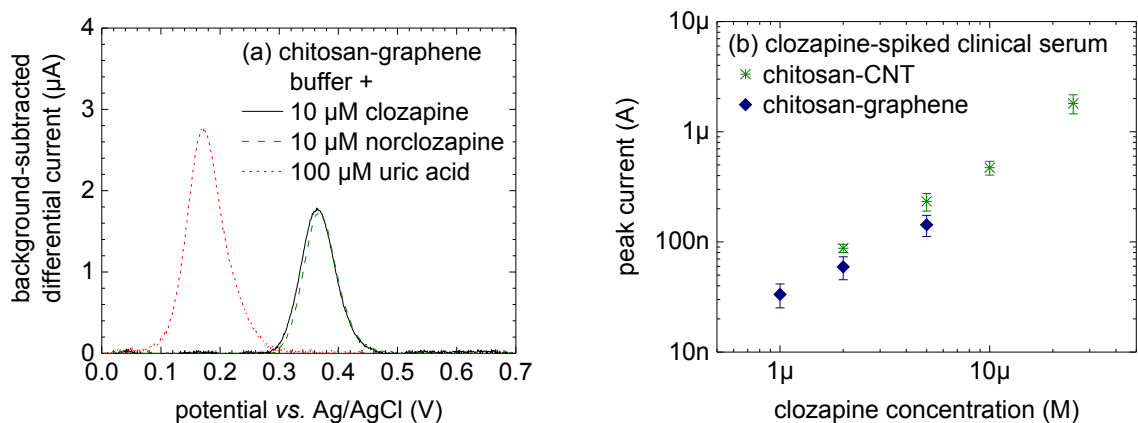 (a) chitosan-graphene
buffer +
10 µM clozapine
10 µM norclozapine
100 µM uric acid
background-subtracted
differential current (µA)
4
3
2
1
0
0.0 0.1 0.2 0.3 0.4 0.5 0.6 0.7
potential vs. Ag/AgCl (V)
(b) clozapine-spiked clinical serum
chitosan-CNT
chitosan-graphene
peak current (A)
10µ
1µ
100n
10n
1µ 10µ
clozapine concentration (M)